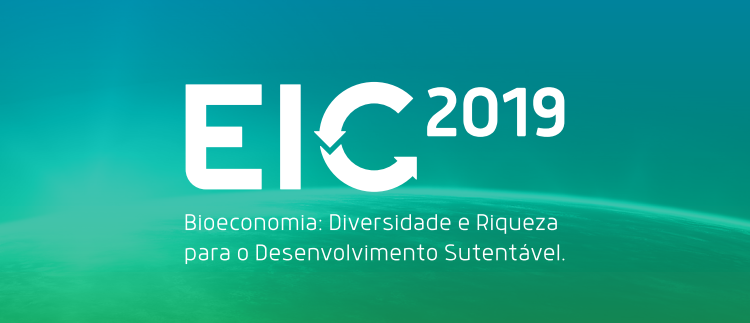 EIC 2019
Bioeconomia: Diversidade e Riqueza
para o Desenvolvimento Sutentável.